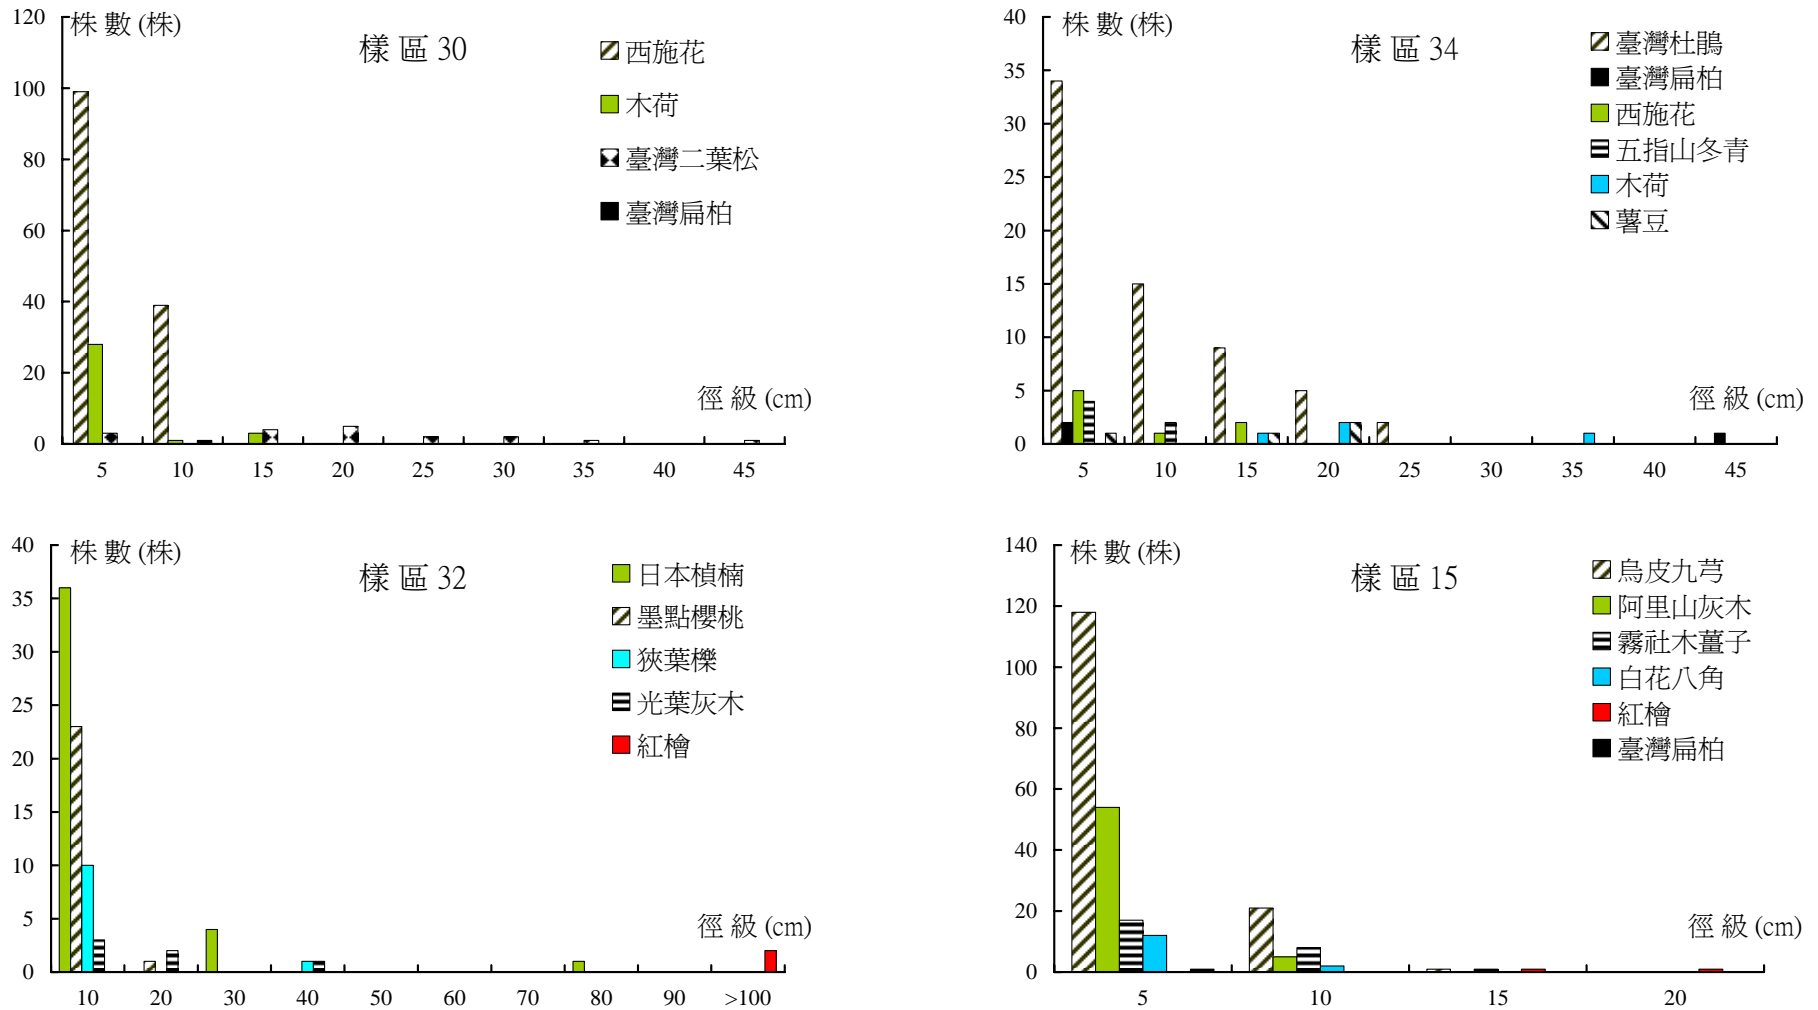 株 數 (株)
樣 區 30
西施花
木荷
臺灣二葉松
臺灣扁柏
120
100
80
60
40
20
0
徑 級 (cm)
5 10 15 20 25 30 35 40 45
株 數 (株)
樣 區 34
臺灣杜鵑
臺灣扁柏
西施花
五指山冬青
木荷
薯豆
40
35
30
25
20
15
10
5
0
徑 級 (cm)
5 10 15 20 25 30 35 40 45
株 數 (株)
樣 區 32
日本楨楠
墨點櫻桃
狹葉櫟
光葉灰木
紅檜
40
35
30
25
20
15
10
5
0
徑 級 (cm)
10 20 30 40 50 60 70 80 90 >100
株 數 (株)
樣 區 15
烏皮九芎
阿里山灰木
霧社木薑子
白花八角
紅檜
臺灣扁柏
140
120
100
80
60
40
20
0
徑 級 (cm)
5 10 15 20